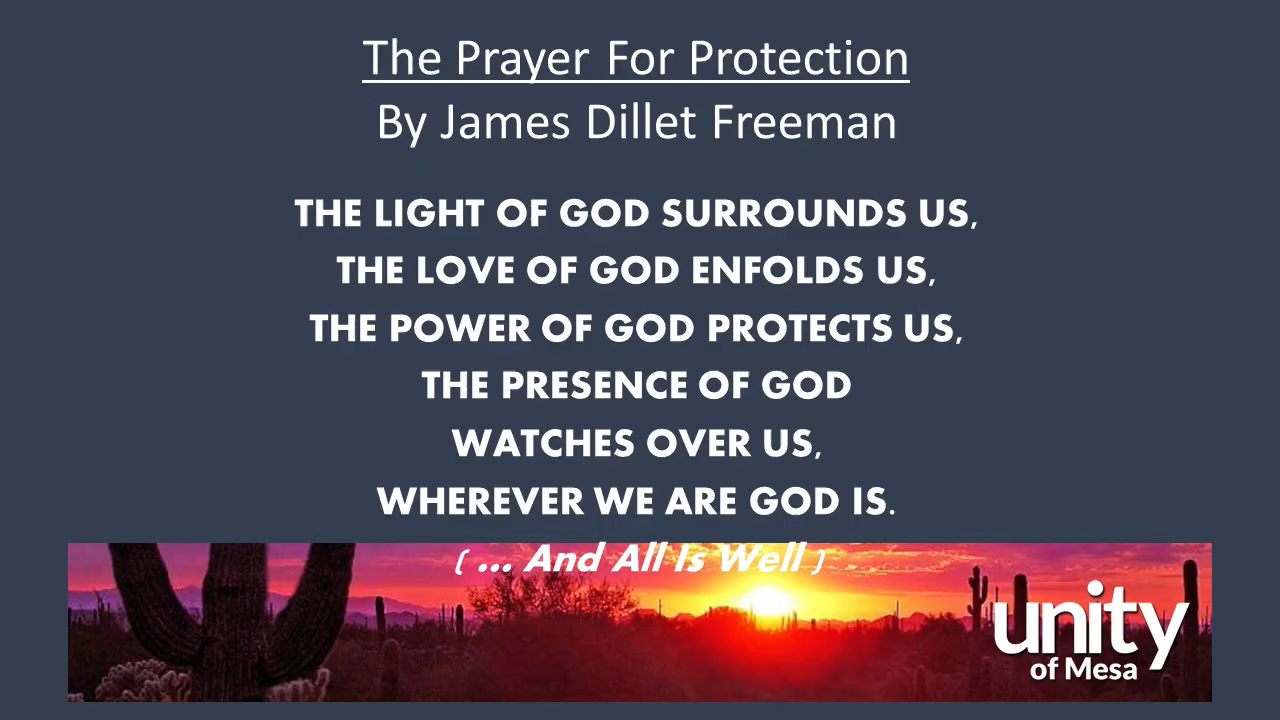 The Prayer For Protection
By James Dillet Freeman
THE LIGHT OF GOD SURROUNDS US,
THE LOVE OF GOD ENFOLDS US,
THE POWER OF GOD PROTECTS US,
THE PRESENCE OF GOD
WATCHES OVER US,
WHEREVER WE ARE GOD IS.
( ... And All Is Well )
unity
of Mesa